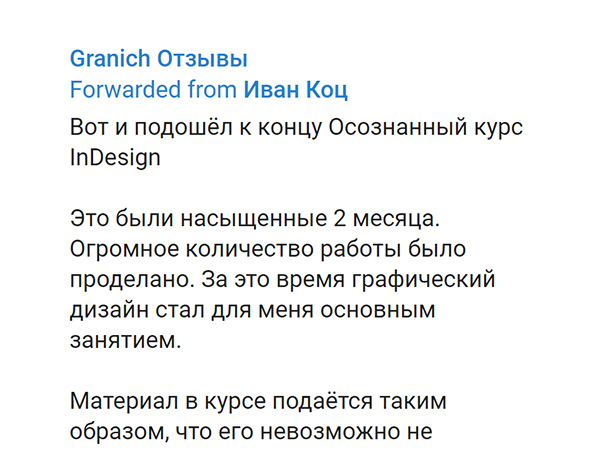 Granich Отзывы
Forwarded from Иван Коц
Вот и подошёл к концу Осознанный курс
InDesign
Это были насыщенные 2 месяца.
Огромное количество работы было
проделано. За это время графический
дизайн стал для меня основным
занятием.
Материал в курсе подаётся таким
образом, что его невозможно не